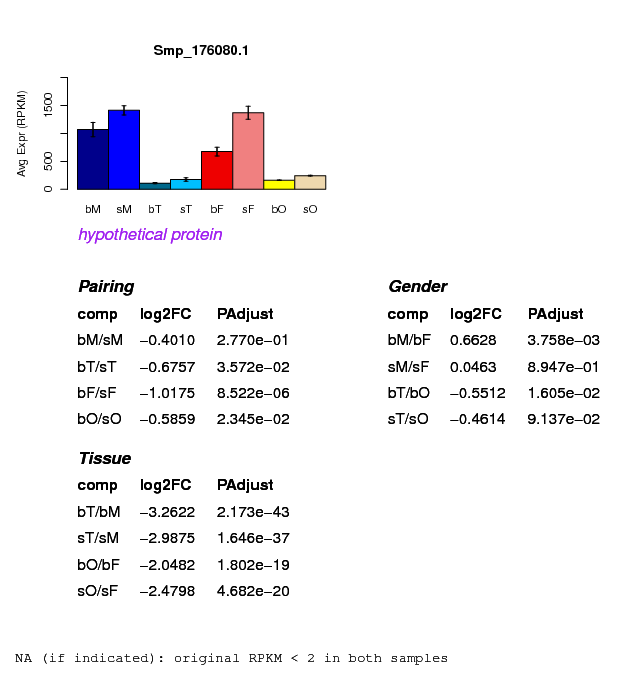 Smp_176080.1
Avg Expr (RPKM)
1500
500
0
bM sM bT sT bF sF bO sO
hypothetical protein
Pairing
comp log2FC PAdjust
bM/sM −0.4010 2.770e−01
bT/sT −0.6757 3.572e−02
bF/sF −1.0175 8.522e−06
bO/sO −0.5859 2.345e−02
Gender
comp log2FC PAdjust
bM/bF 0.6628 3.758e−03
sM/sF 0.0463 8.947e−01
bT/bO −0.5512 1.605e−02
sT/sO −0.4614 9.137e−02
Tissue
comp log2FC PAdjust
bT/bM −3.2622 2.173e−43
sT/sM −2.9875 1.646e−37
bO/bF −2.0482 1.802e−19
sO/sF −2.4798 4.682e−20
NA (if indicated): original RPKM < 2 in both samples